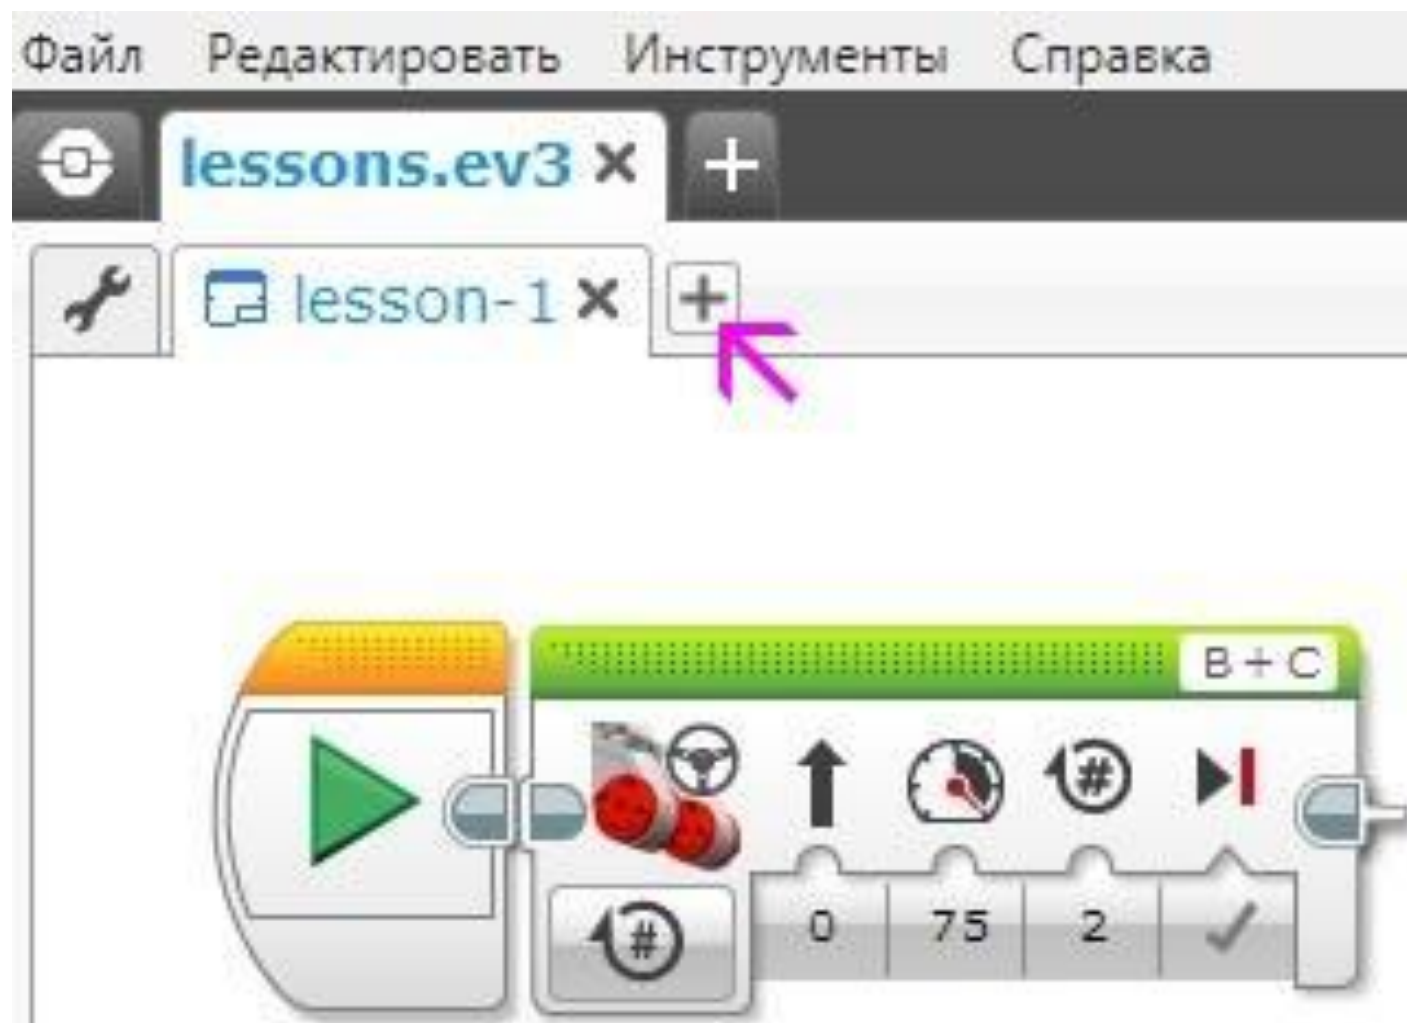 Файл Редактировать Инструменты Справка
lessons.ev3
lesson-1
B + C
#
# 0 75 2